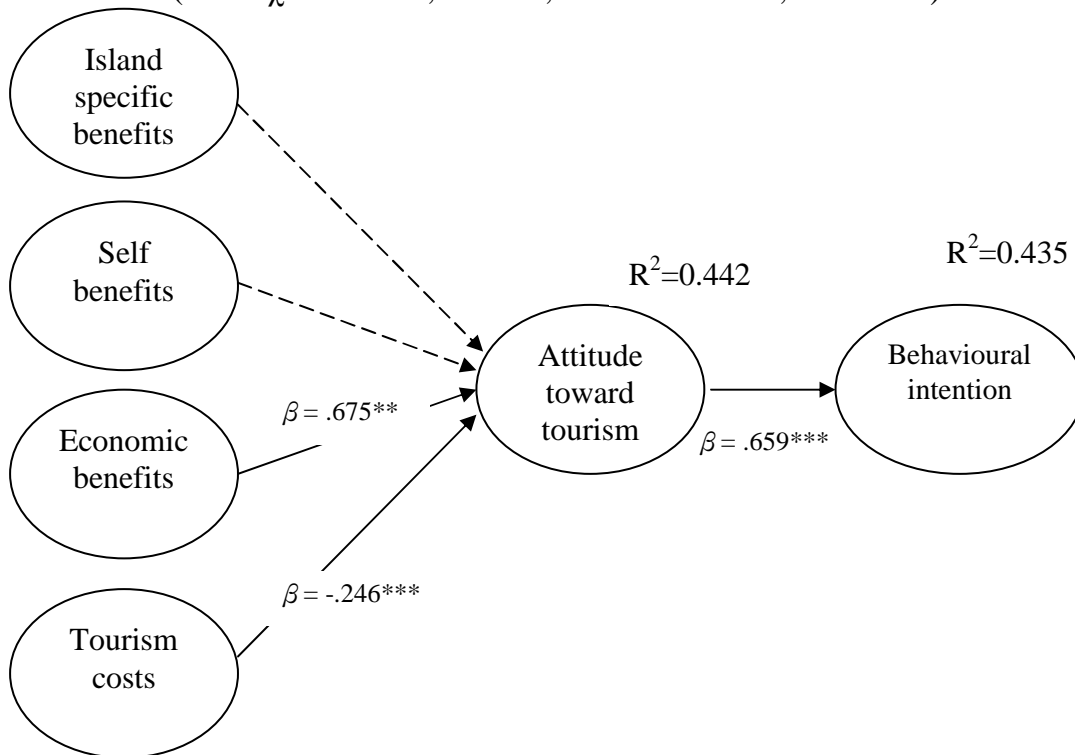 Island
specific
benefits
Self
benefits
R²=0.442
R²=0.435
Attitude
toward
tourism
Behavioural
intention
β = .675**
Economic
benefits
β = .659***
β = -.246***
Tourism
costs